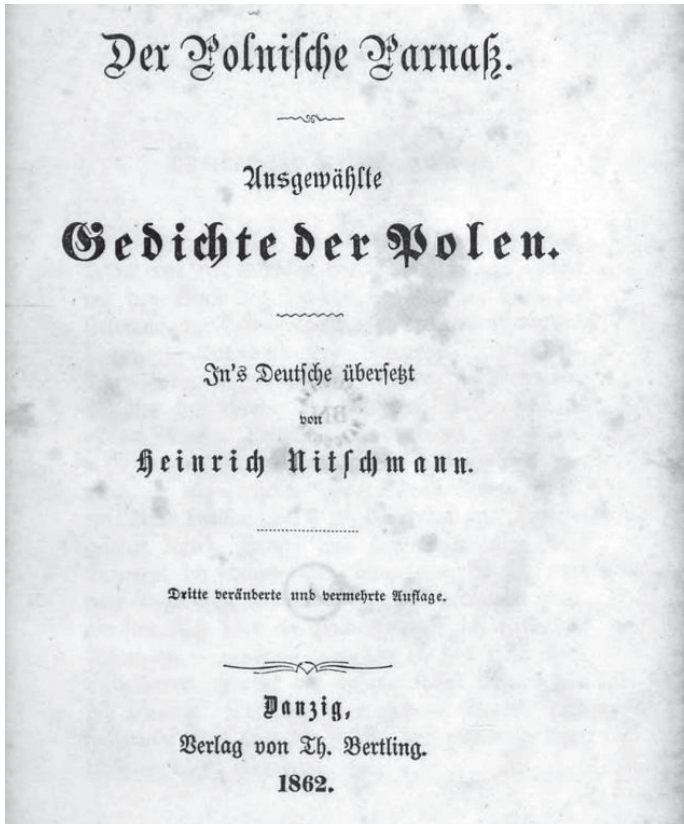 Der Polnische Parnaß.
Ausgewählte
Gedichte der Polen.
In's Deutsche übersetzt
von
Heinrich Nitschmann.
Dritte veränderte und vermehrte Auflage.
Danzig,
Verlag von Th. Bertling.
1862.